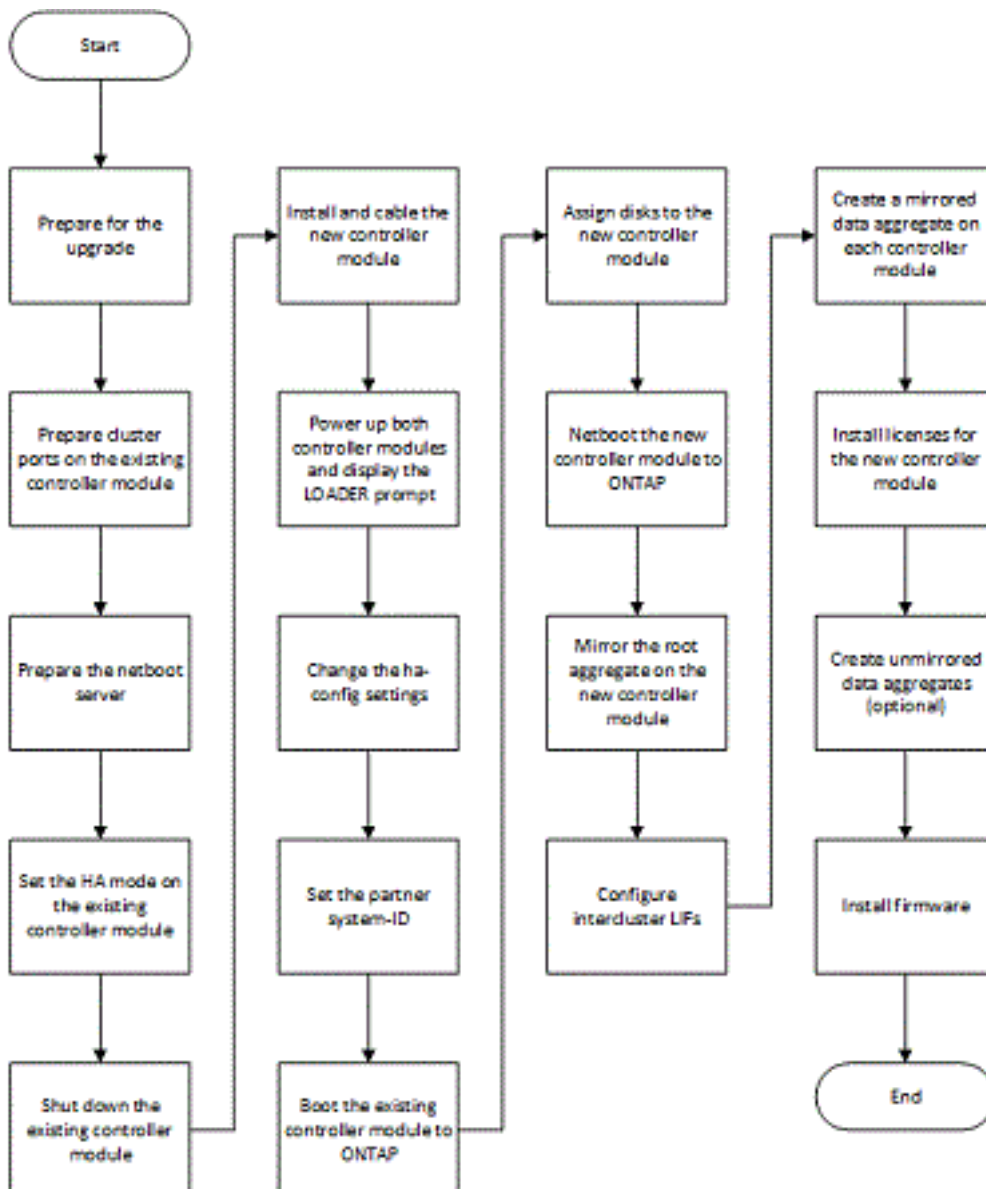 Start
Prepare for the
upgrade
Prepare cluster
ports on the existing
controller module
Prepare the netboot
server
Set the HA mode on
the existing
controller module
Shut down the
existing controller
module
Install and cable the
new controller
module
Power up both
controller modules
and display the
LOADER prompt
Change the ha-
config settings
Set the partner
system-ID
Boot the existing
controller module to
ONTAP
Assign disks to the
new controller
module
Netboot the new
controller module to
ONTAP
Mirror the root
aggregate on the
new controller
module
Configure
intercluster LIFs
Create a mirrored
data aggregate on
each controller
module
Install licenses for
the new controller
module
Create unmirrored
data aggregates
(optional)
Install firmware
End